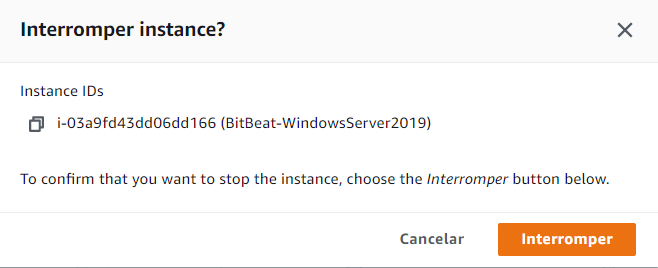 Interromper instance?
Instance IDs
i-03a9fd43dd06dd166 (BitBeat-WindowsServer2019)
To confirm that you want to stop the instance, choose the Interromper button below.
Cancelar
Interromper